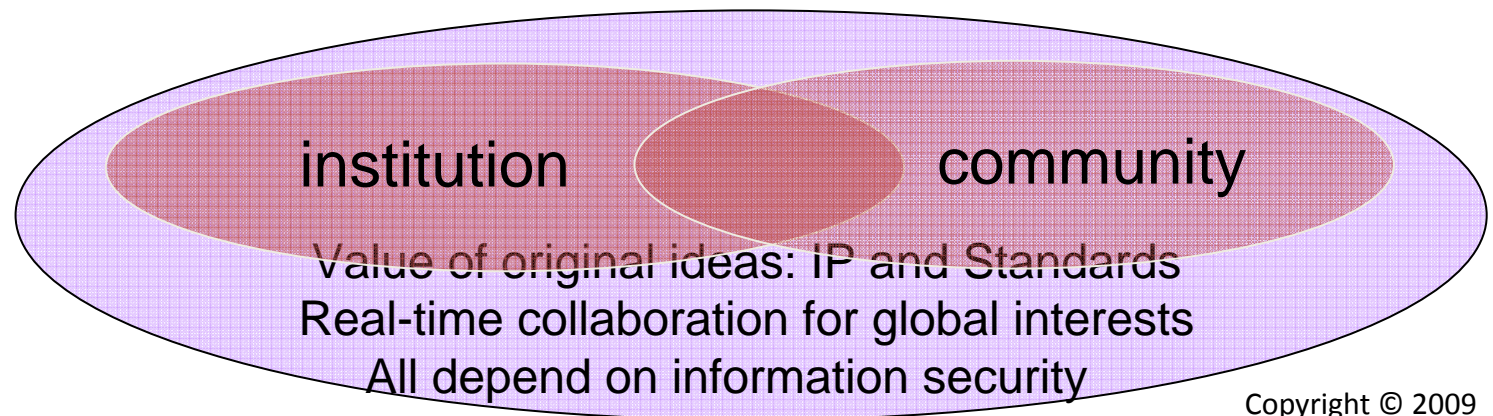 institution
community
Value of original ideas: IP and Standards
Real-time collaboration for global interests
All depend on information security
Copyright © 2009